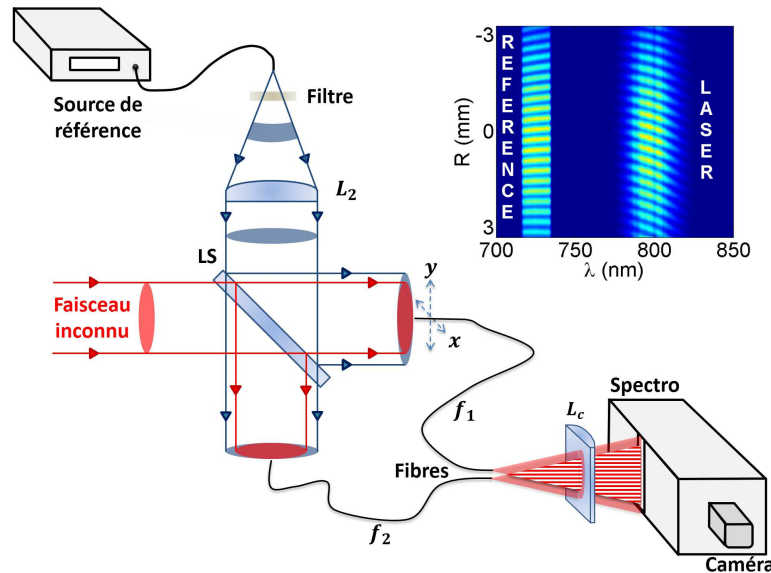 Source de
référence
Filtre
L₂
LS
Faisceau
inconnu
y
x
f₁
f₂
Fibres
L_c
Spectro
Caméra
REFERENCE
LASER
R (mm)
-3
0
3
700
750
800
850
λ (nm)